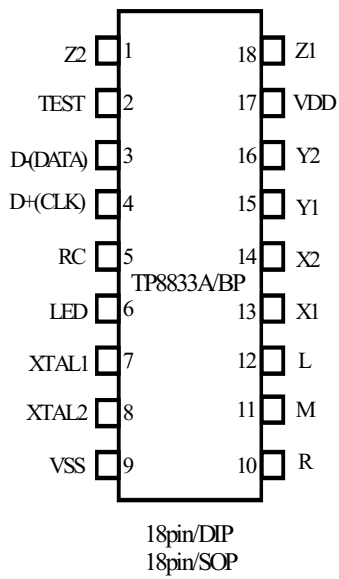 Z2 1 18 Z1
TEST 2 17 VDD
D-(DATA) 3 16 Y2
D+(CLK) 4 15 Y1
RC 5 14 X2
TP8833A/BP
LED 6 13 X1
XTAL1 7 12 L
XTAL2 8 11 M
VSS 9 10 R
18pin/DIP
18pin/SOP